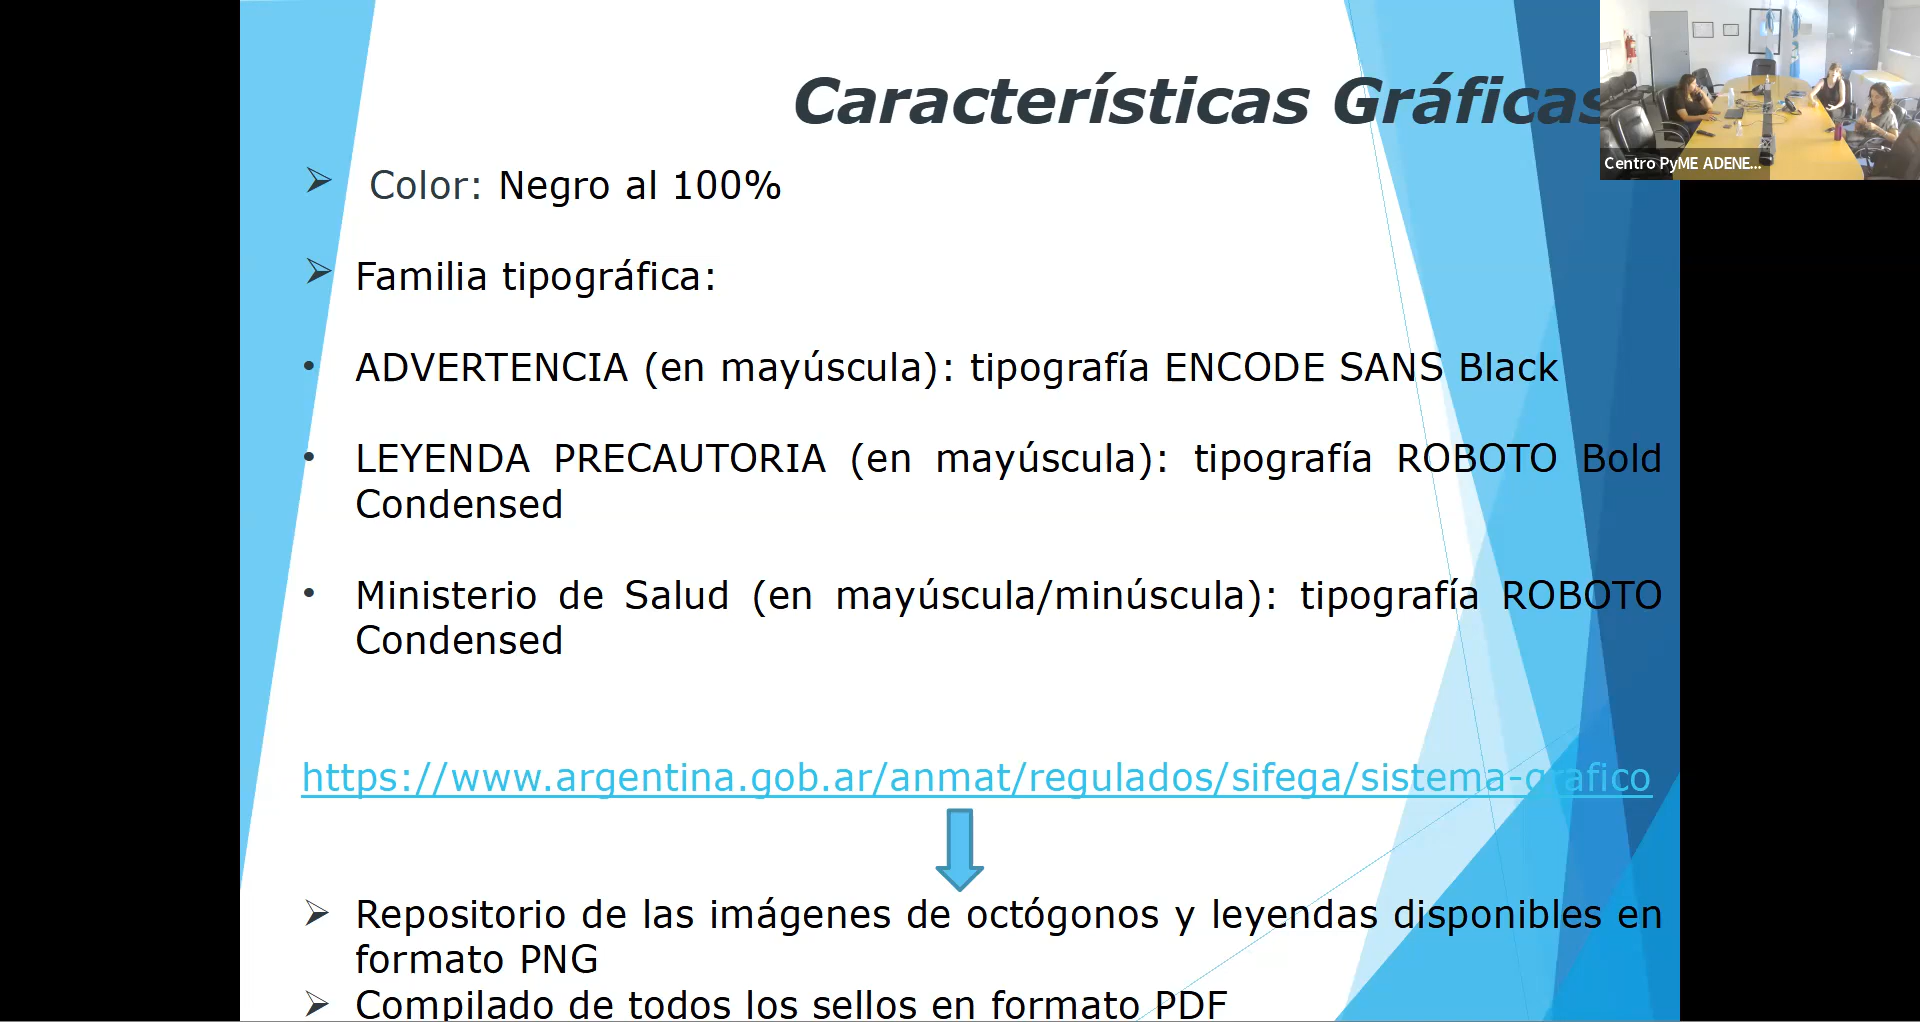 Características Gráficas
Centro PyME ADENE...
Color: Negro al 100%
Familia tipográfica:
ADVERTENCIA (en mayúscula): tipografía ENCODE SANS Black
LEYENDA PRECAUTORIA (en mayúscula): tipografía ROBOTO Bold
Condensed
Ministerio de Salud (en mayúscula/minúscula): tipografía ROBOTO
Condensed
https://www.argentina.gob.ar/anmat/regulados/sifega/sistema-grafico
Repositorio de las imágenes de octógonos y leyendas disponibles en
formato PNG
Compilado de todos los sellos en formato PDF